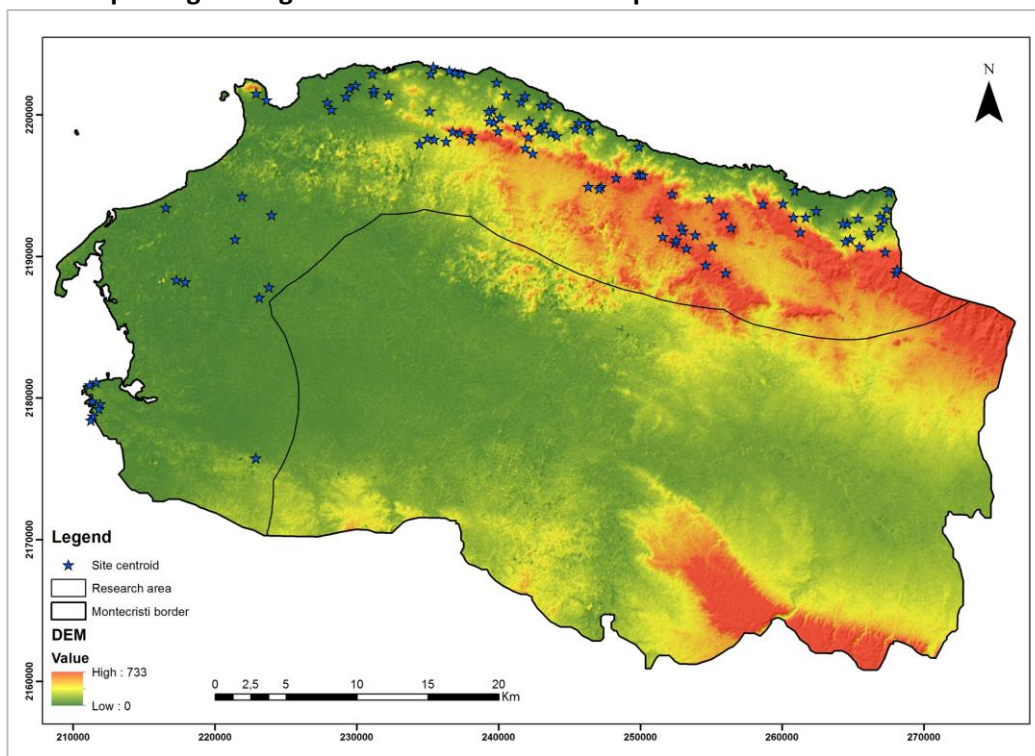 N
2200000
2190000
2180000
2170000
2160000
Legend
Site centroid
Research area
Montecristi border
DEM
Value
High : 733
Low : 0
0 2,5 5 10 15 20
Km
210000 220000 230000 240000 250000 260000 270000